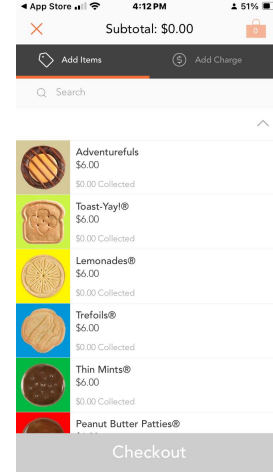 ◀ App Store 4:12 PM 51%
Subtotal: $0.00 0
Add Items $ Add Charge
Search
Adventurefuls
$6.00
$0.00 Collected
Toast-Yay!®
$6.00
$0.00 Collected
Lemonades®
$6.00
$0.00 Collected
Trefoils®
$6.00
$0.00 Collected
Thin Mints®
$6.00
$0.00 Collected
Peanut Butter Patties®
Checkout